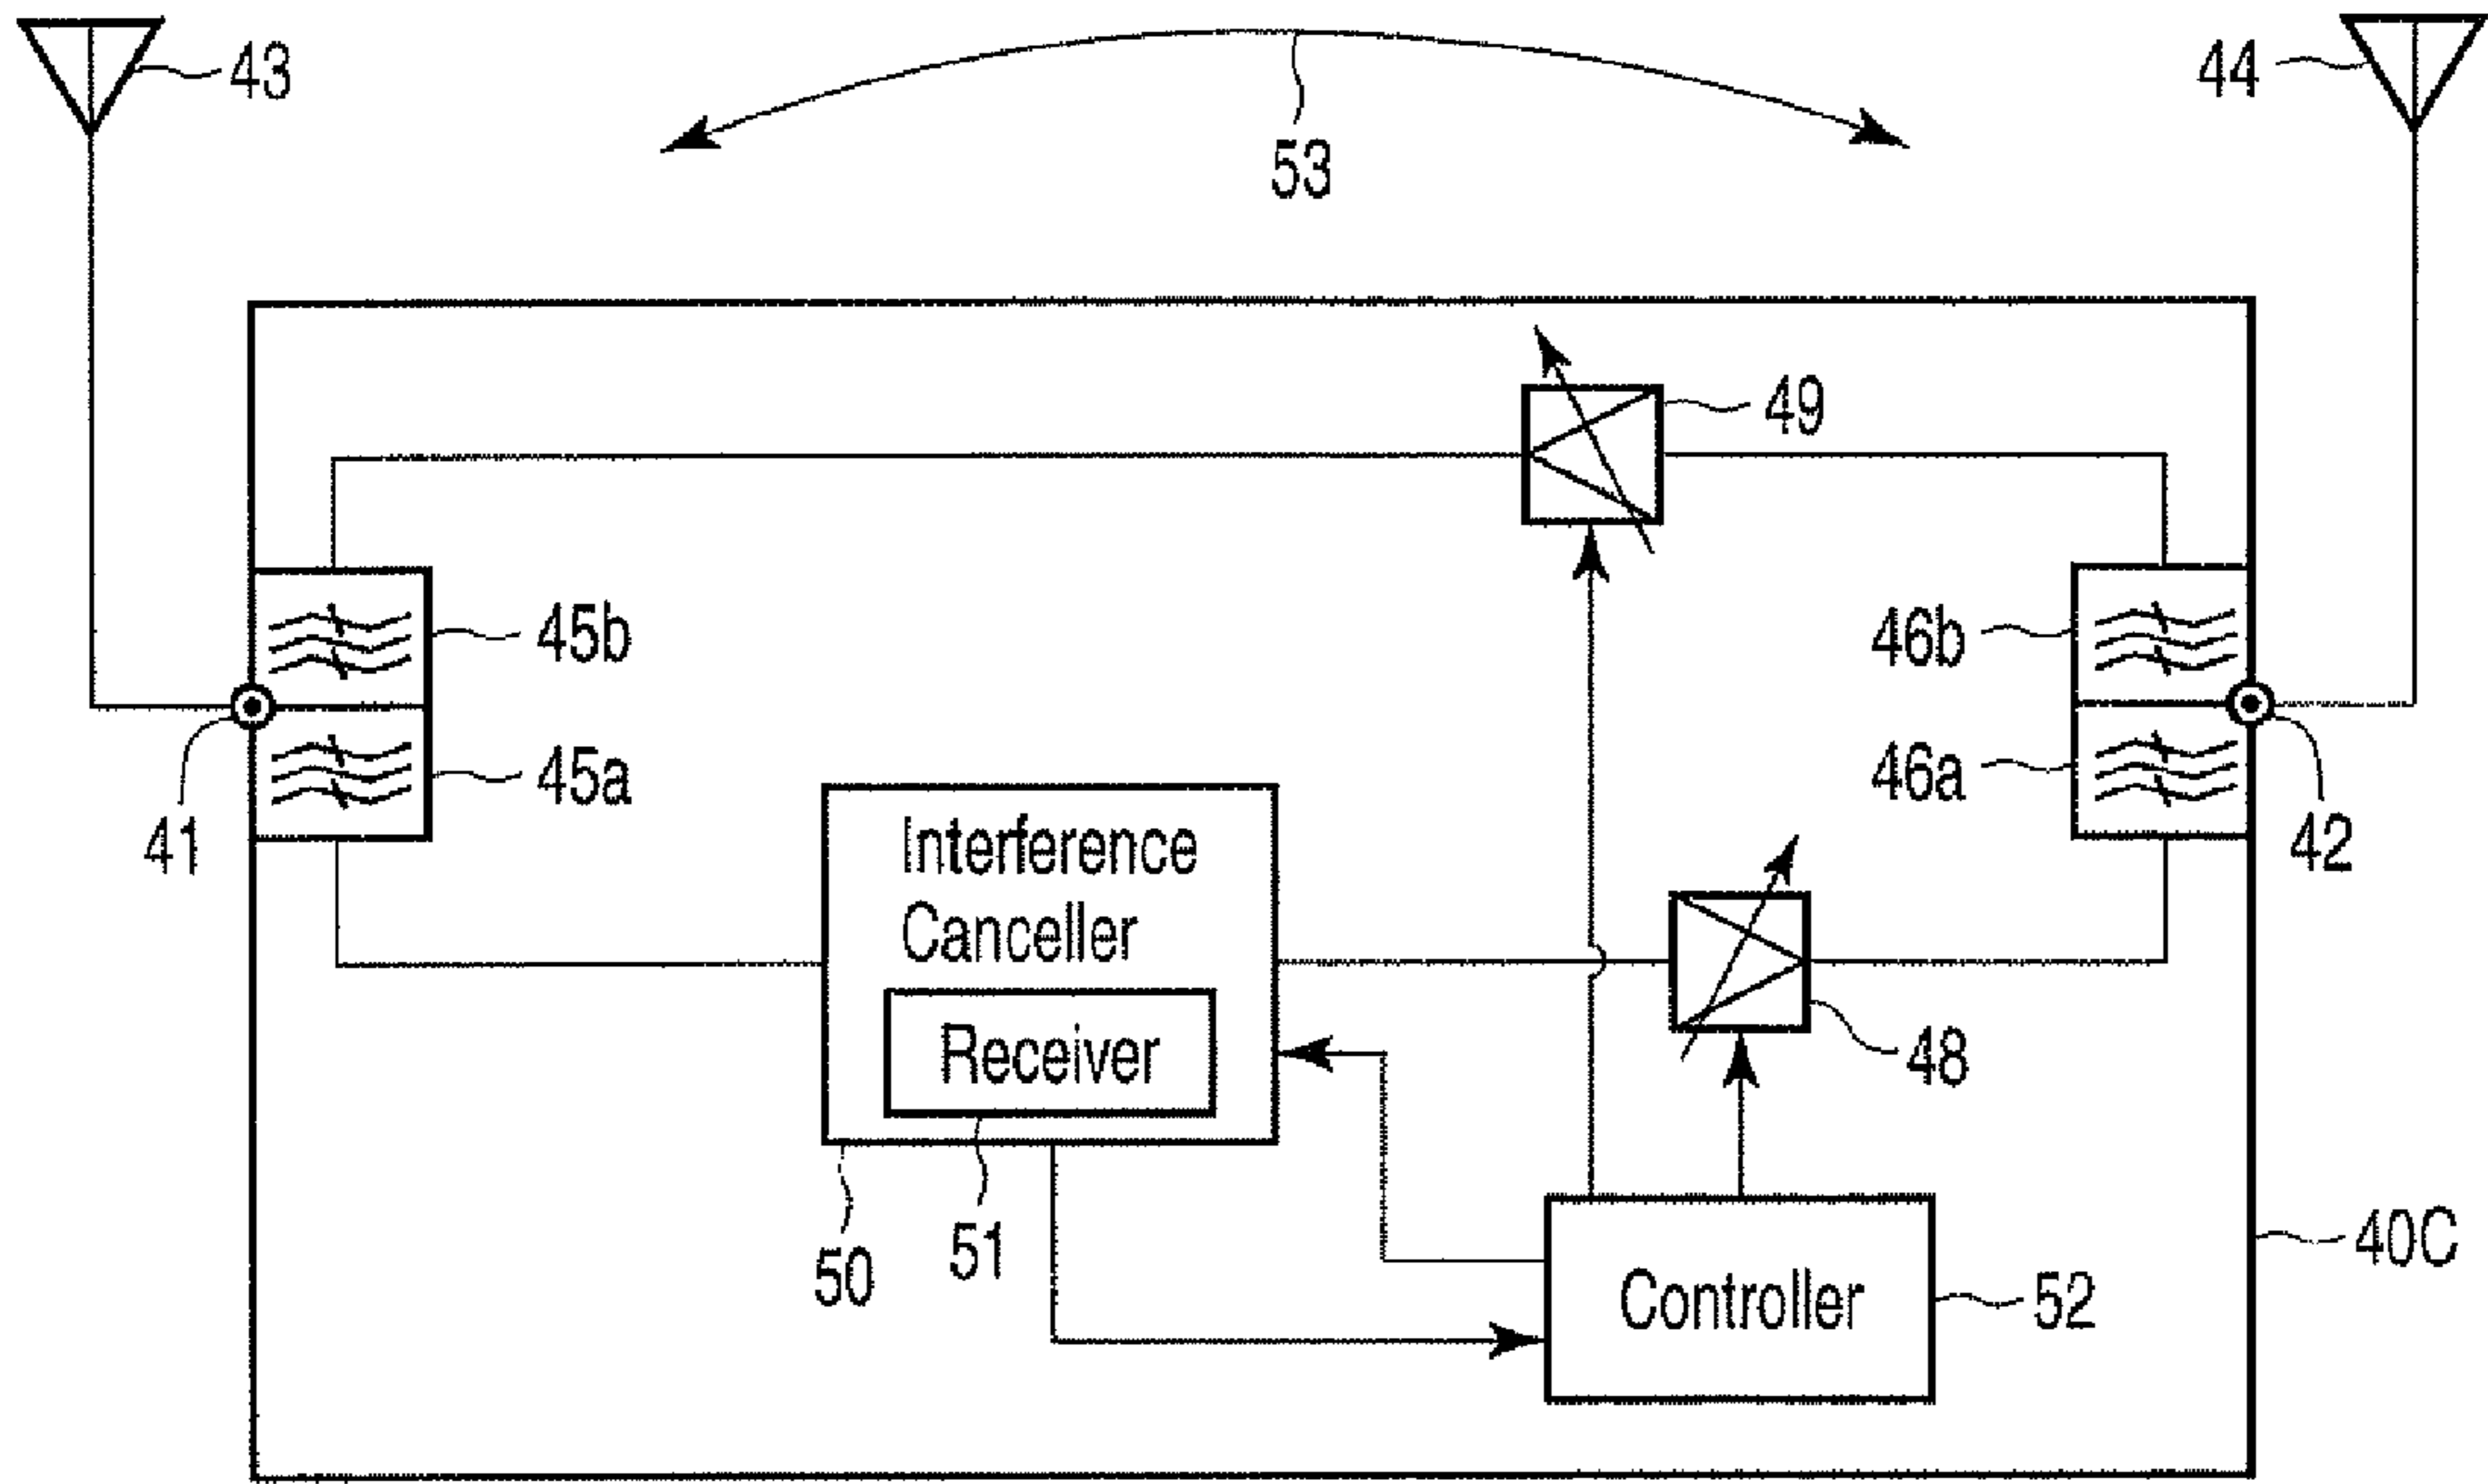 43
44
53
49
45b
46b
45a
46a
41
42
Interference
Canceller
Receiver
48
50
51
40C
Controller
52